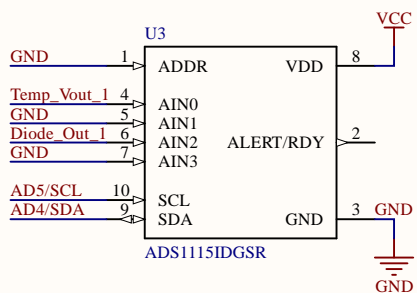 U3
VCC
GND 1 ADDR VDD 8
Temp_Vout_1 4 AIN0
GND 5 AIN1
Diode_Out_1 6 AIN2 ALERT/RDY 2
GND 7 AIN3
AD5/SCL 10 SCL
AD4/SDA 9 SDA GND 3 GND
ADS1115IDGSR
GND